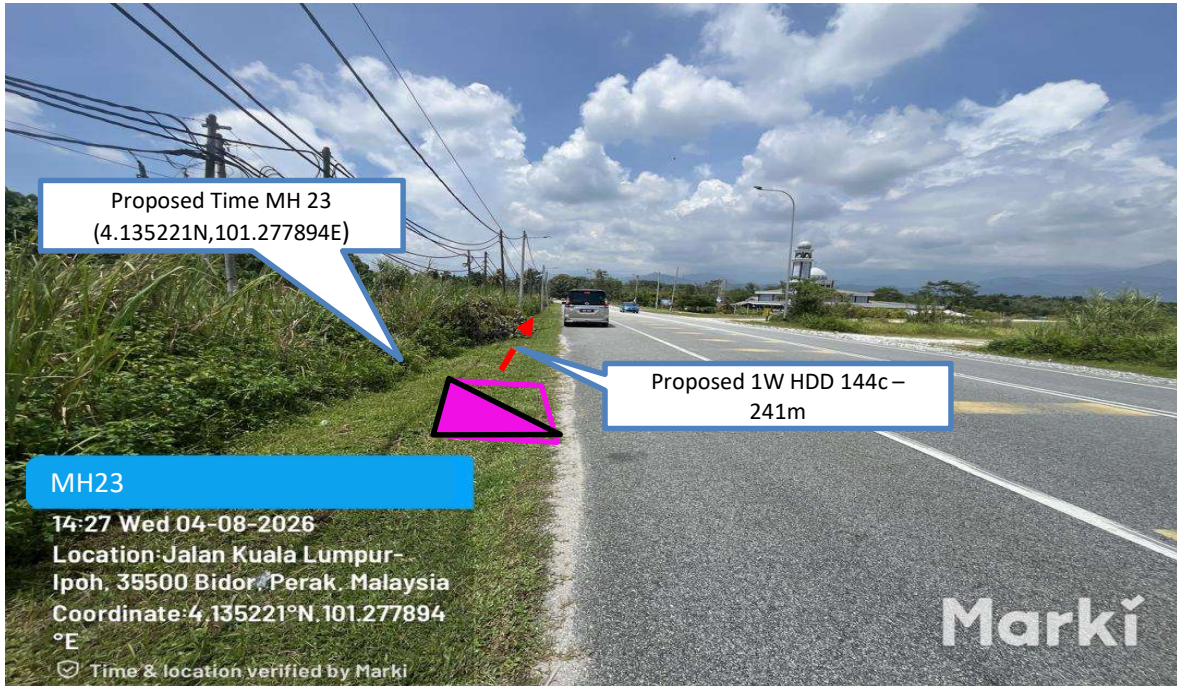 Proposed Time MH 23
(4.135221N,101.277894E)
Proposed 1W HDD 144c –
241m
MH23
14:27 Wed 04-08-2026
Location:Jalan Kuala Lumpur-
Ipoh, 35500 Bidor, Perak, Malaysia
Coordinate:4.135221°N,101.277894
°E
Time & location verified by Marki
Marki